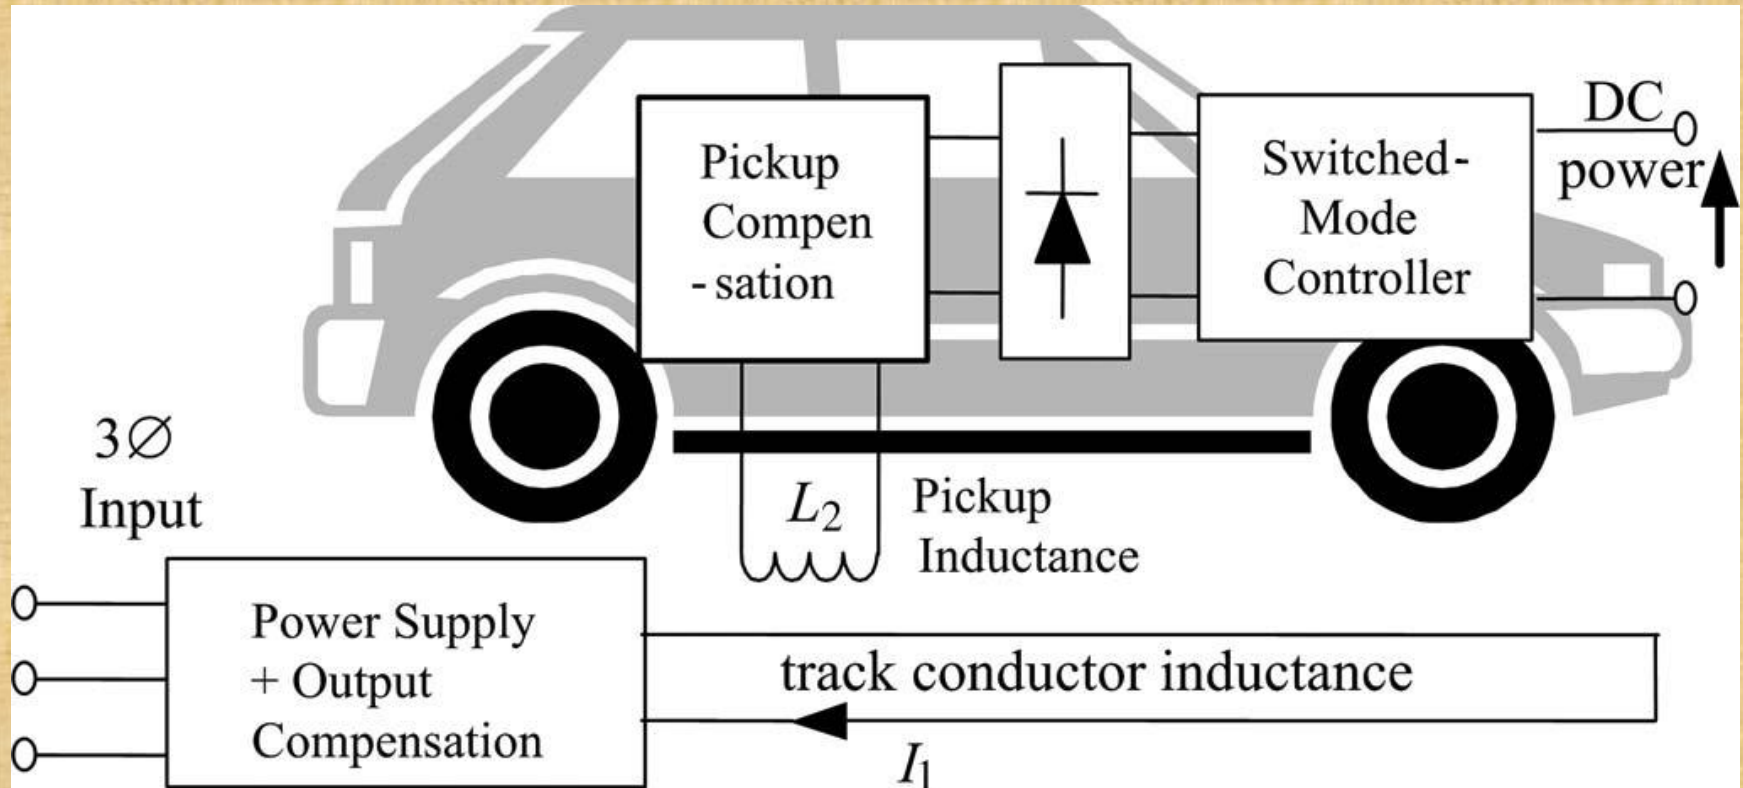 Pickup
Compen
-sation
Switched-
Mode
Controller
DC
power
3∅
Input
L₂
Pickup
Inductance
Power Supply
+ Output
Compensation
track conductor inductance
I₁